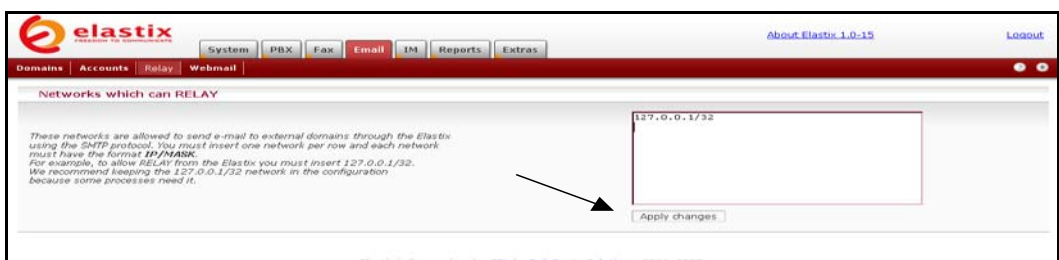 elastix
FREEDOM TO COMMUNICATE
System PBX Fax Email IM Reports Extras
About Elastix 1.0-15
Logout
Domains Accounts Relay Webmail
Networks which can RELAY
These networks are allowed to send e-mail to external domains through the Elastix
using the SMTP protocol. You must insert one network per row and each network
must have the format IP/MASK.
For example, to allow RELAY from the Elastix you must insert 127.0.0.1/32.
We recommend keeping the 127.0.0.1/32 network in the configuration
because some processes need it.
127.0.0.1/32
Apply changes